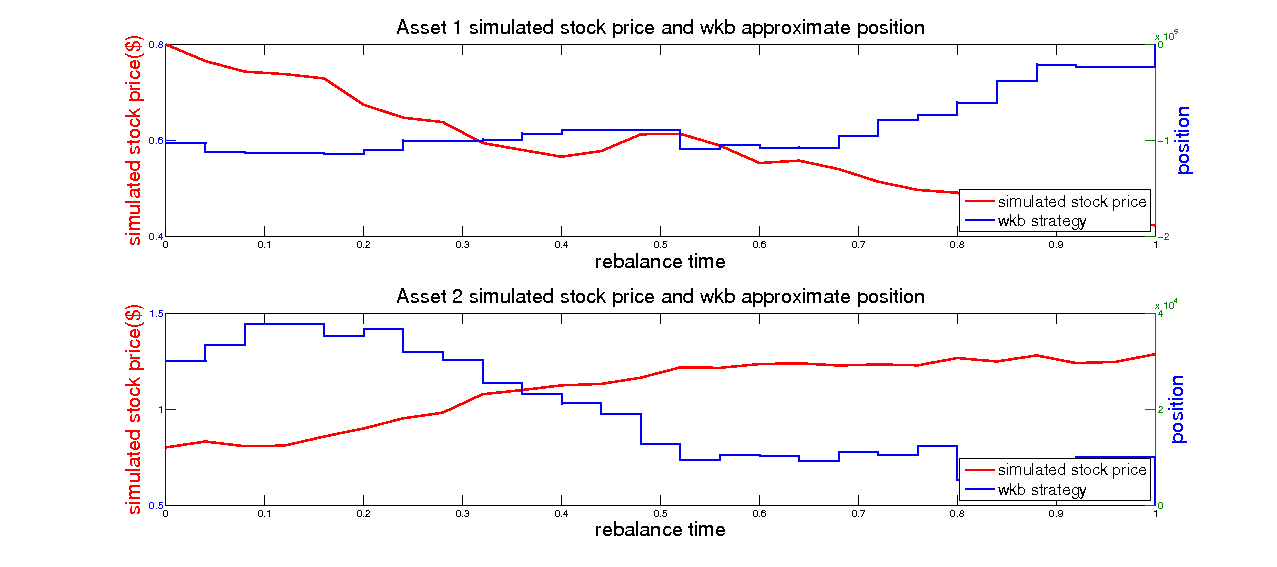 Asset 1 simulated stock price and wkb approximate position
x 10^5
simulated stock price($)
0.8
0.6
0.4
0
-1
-2
position
simulated stock price
wkb strategy
0 0.1 0.2 0.3 0.4 0.5 0.6 0.7 0.8 0.9 1
rebalance time
Asset 2 simulated stock price and wkb approximate position
x 10^4
simulated stock price($)
1.5
1
0.5
4
2
0
position
simulated stock price
wkb strategy
0 0.1 0.2 0.3 0.4 0.5 0.6 0.7 0.8 0.9 1
rebalance time